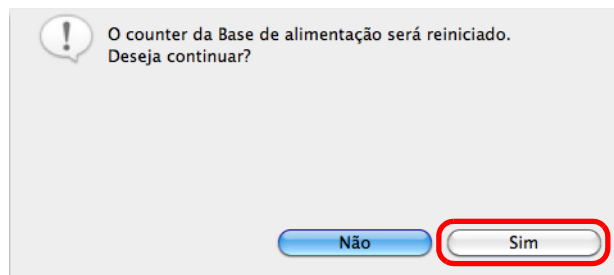 O counter da Base de alimentação será reiniciado.
Deseja continuar?
Não
Sim